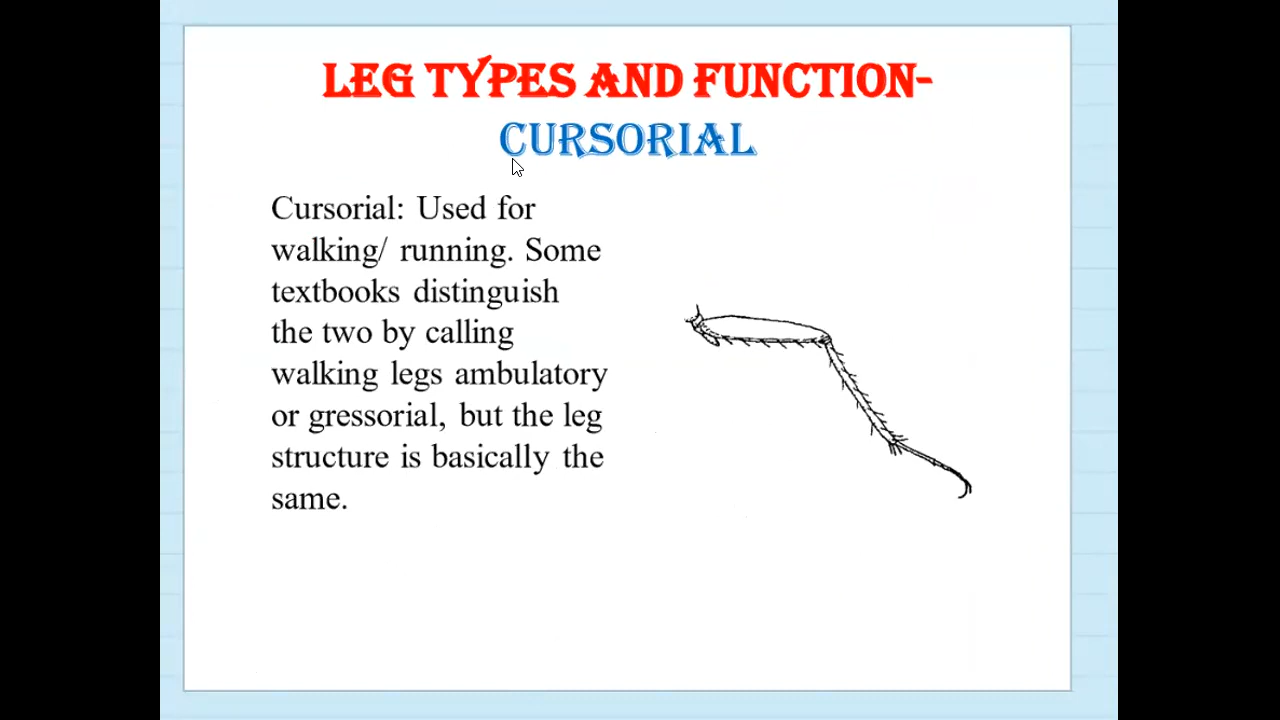 LEG TYPES AND FUNCTION-
CURSORIAL
Cursorial: Used for
walking/ running. Some
textbooks distinguish
the two by calling
walking legs ambulatory
or gressorial, but the leg
structure is basically the
same.